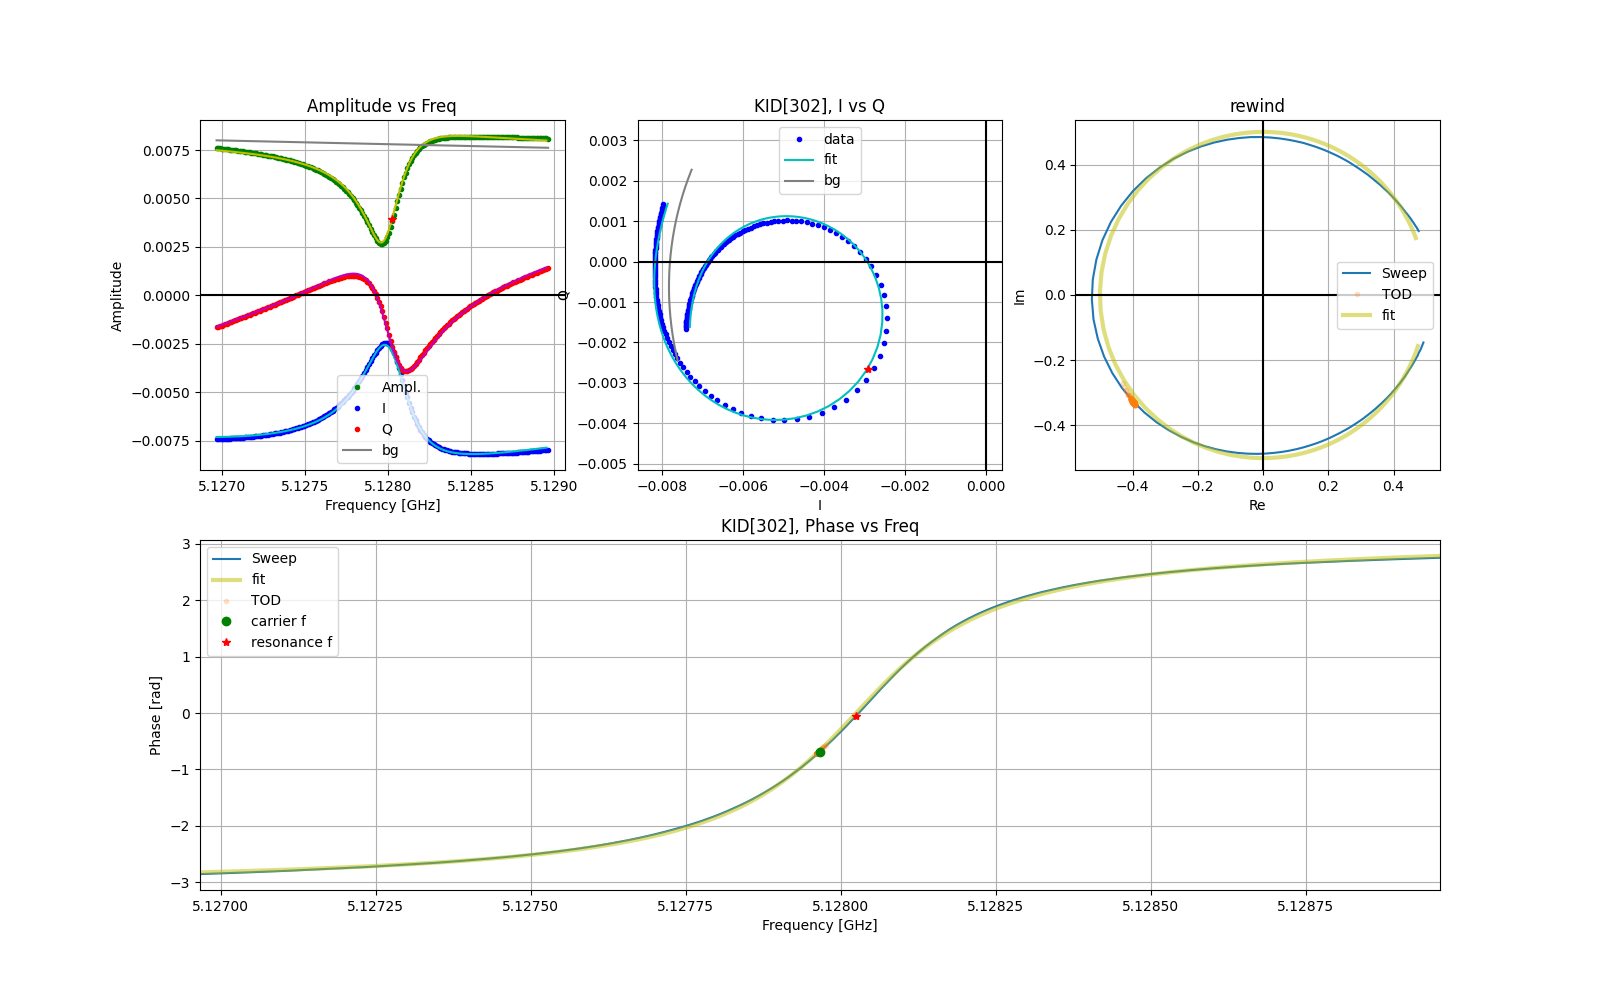 Amplitude vs Freq
Amplitude
0.0075
0.0050
0.0025
0.0000
−0.0025
−0.0050
−0.0075
Ampl.
I
Q
bg
5.1270
5.1275
5.1280
5.1285
5.1290
Frequency [GHz]
KID[302], I vs Q
Q
0.003
0.002
0.001
0.000
−0.001
−0.002
−0.003
−0.004
−0.005
data
fit
bg
−0.008
−0.006
−0.004
−0.002
0.000
I
rewind
Im
0.4
0.2
0.0
−0.2
−0.4
Sweep
TOD
fit
−0.4
−0.2
0.0
0.2
0.4
Re
KID[302], Phase vs Freq
Phase [rad]
3
2
1
0
−1
−2
−3
Sweep
fit
TOD
carrier f
resonance f
5.12700
5.12725
5.12750
5.12775
5.12800
5.12825
5.12850
5.12875
Frequency [GHz]